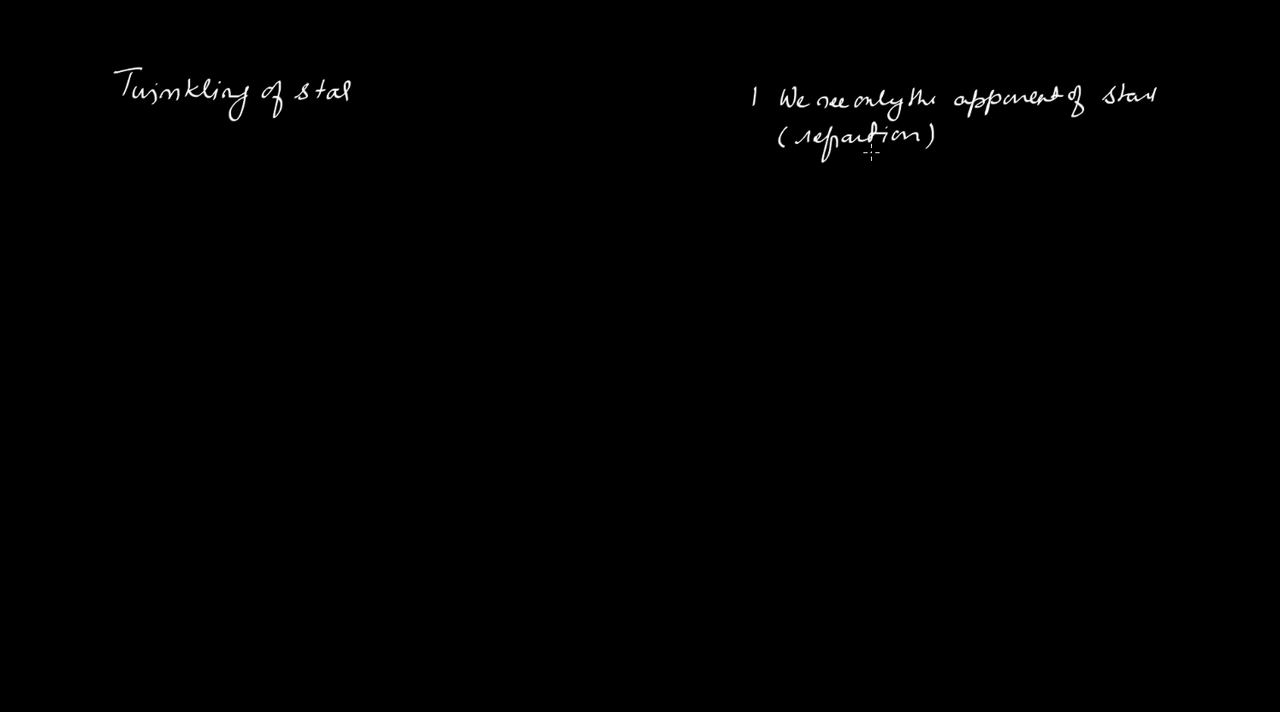 Twinkling of star
1 We see only the apparent of star
(refraction)